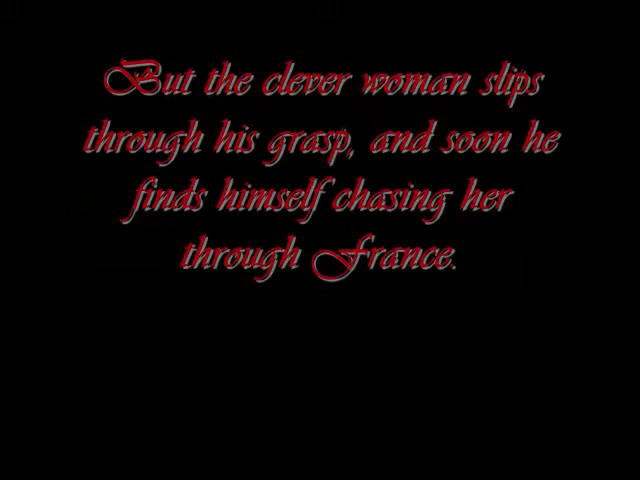 But the clever woman slips
through his grasp, and soon he
finds himself chasing her
through France.